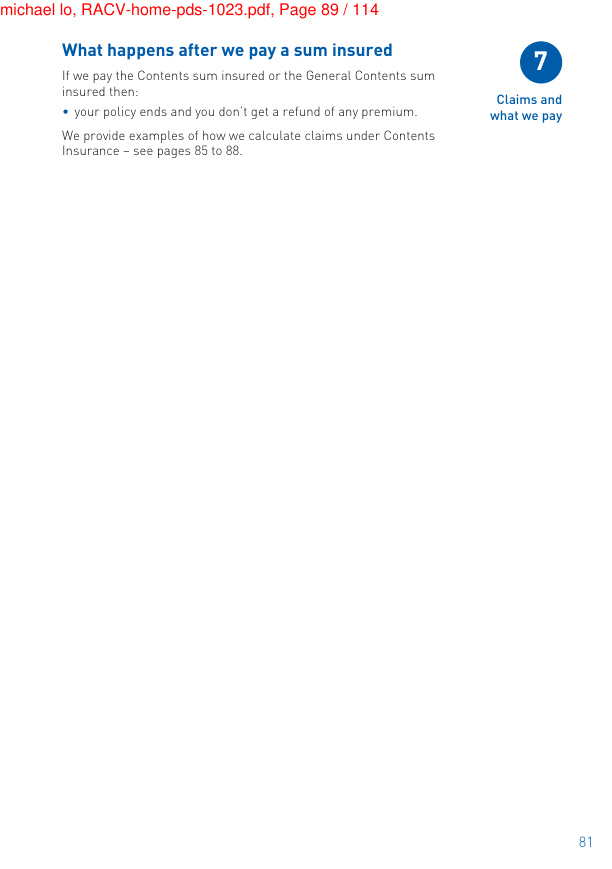 michael lo, RACV-home-pds-1023.pdf, Page 89 / 114
What happens after we pay a sum insured
If we pay the Contents sum insured or the General Contents sum
insured then:
• your policy ends and you don't get a refund of any premium.
We provide examples of how we calculate claims under Contents
Insurance – see pages 85 to 88.
7
Claims and
what we pay
81